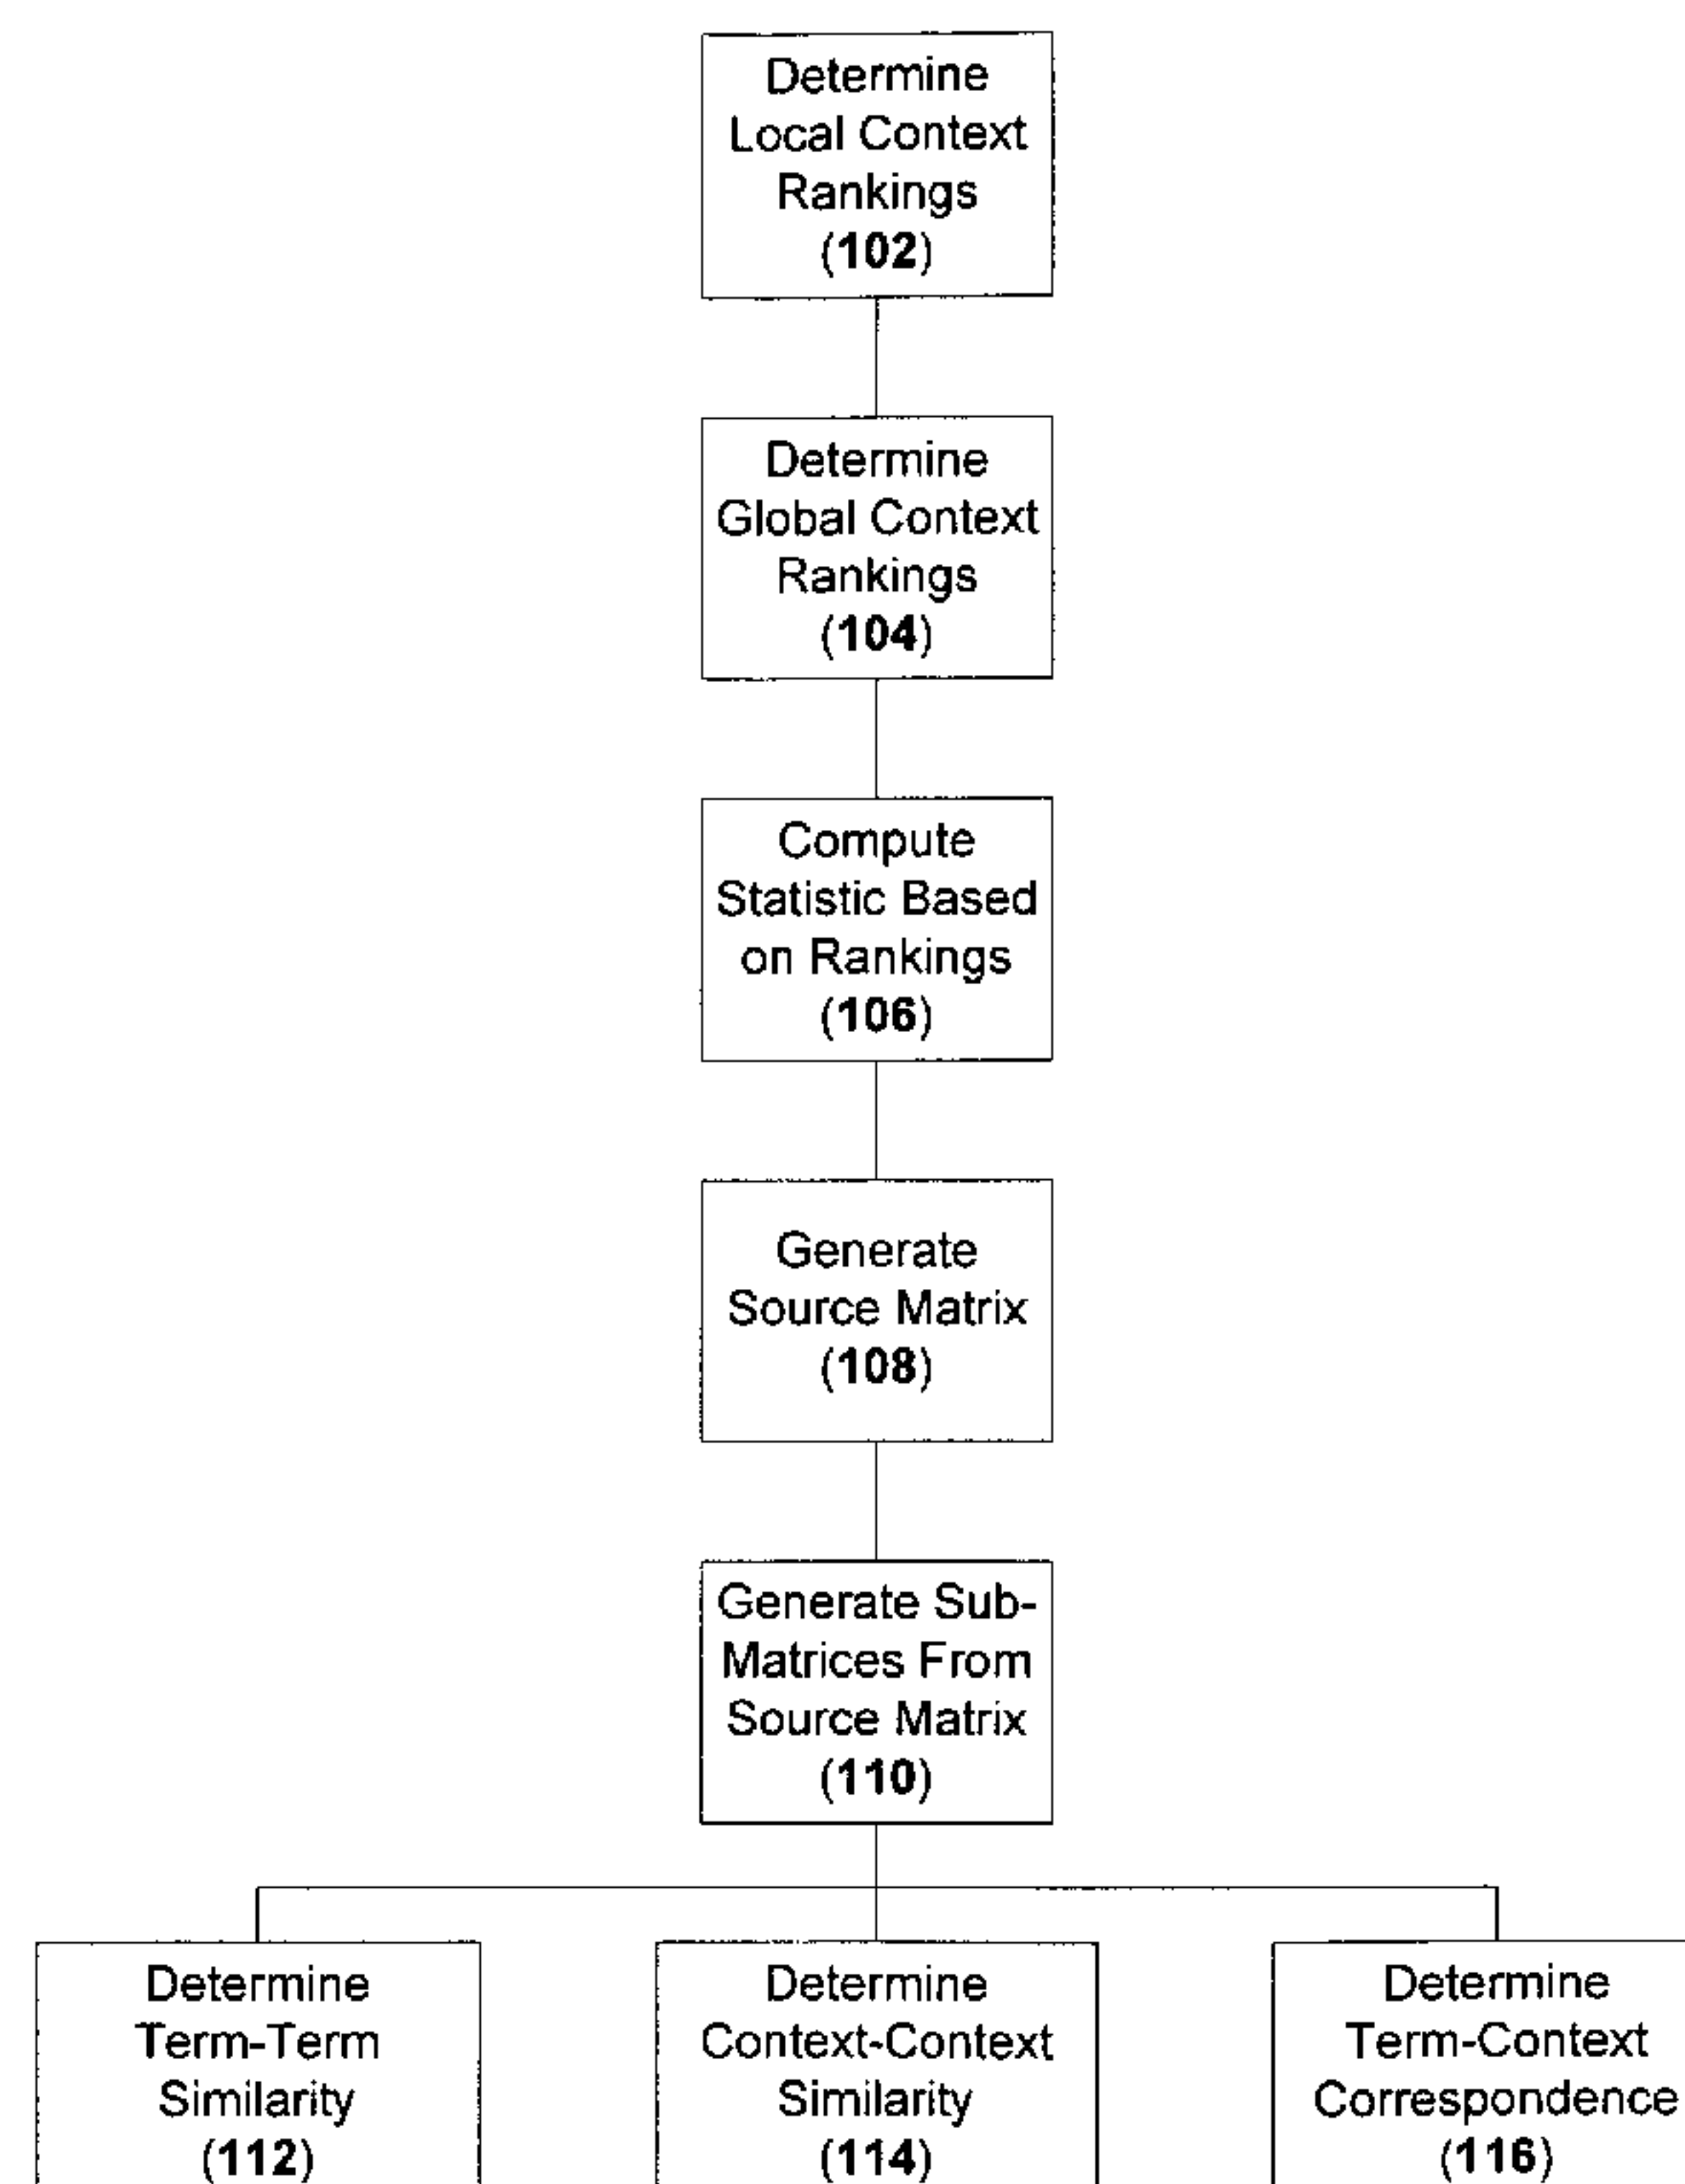 Determine
Local Context
Rankings
(102)
Determine
Global Context
Rankings
(104)
Compute
Statistic Based
on Rankings
(106)
Generate
Source Matrix
(108)
Generate Sub-
Matrices From
Source Matrix
(110)
Determine
Term-Term
Similarity
(112)
Determine
Context-Context
Similarity
(114)
Determine
Term-Context
Correspondence
(116)